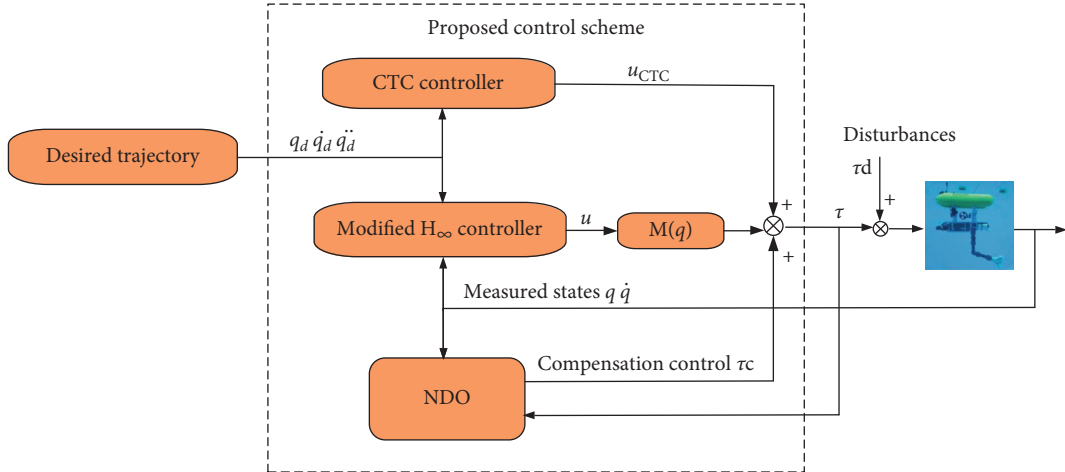 Proposed control scheme
CTC controller
u_CTC
Desired trajectory
q_d q̇_d q̈_d
Disturbances
τd
+
+
τ
Modified H∞ controller
u
M(q)
+
Measured states q q̇
Compensation control τc
NDO